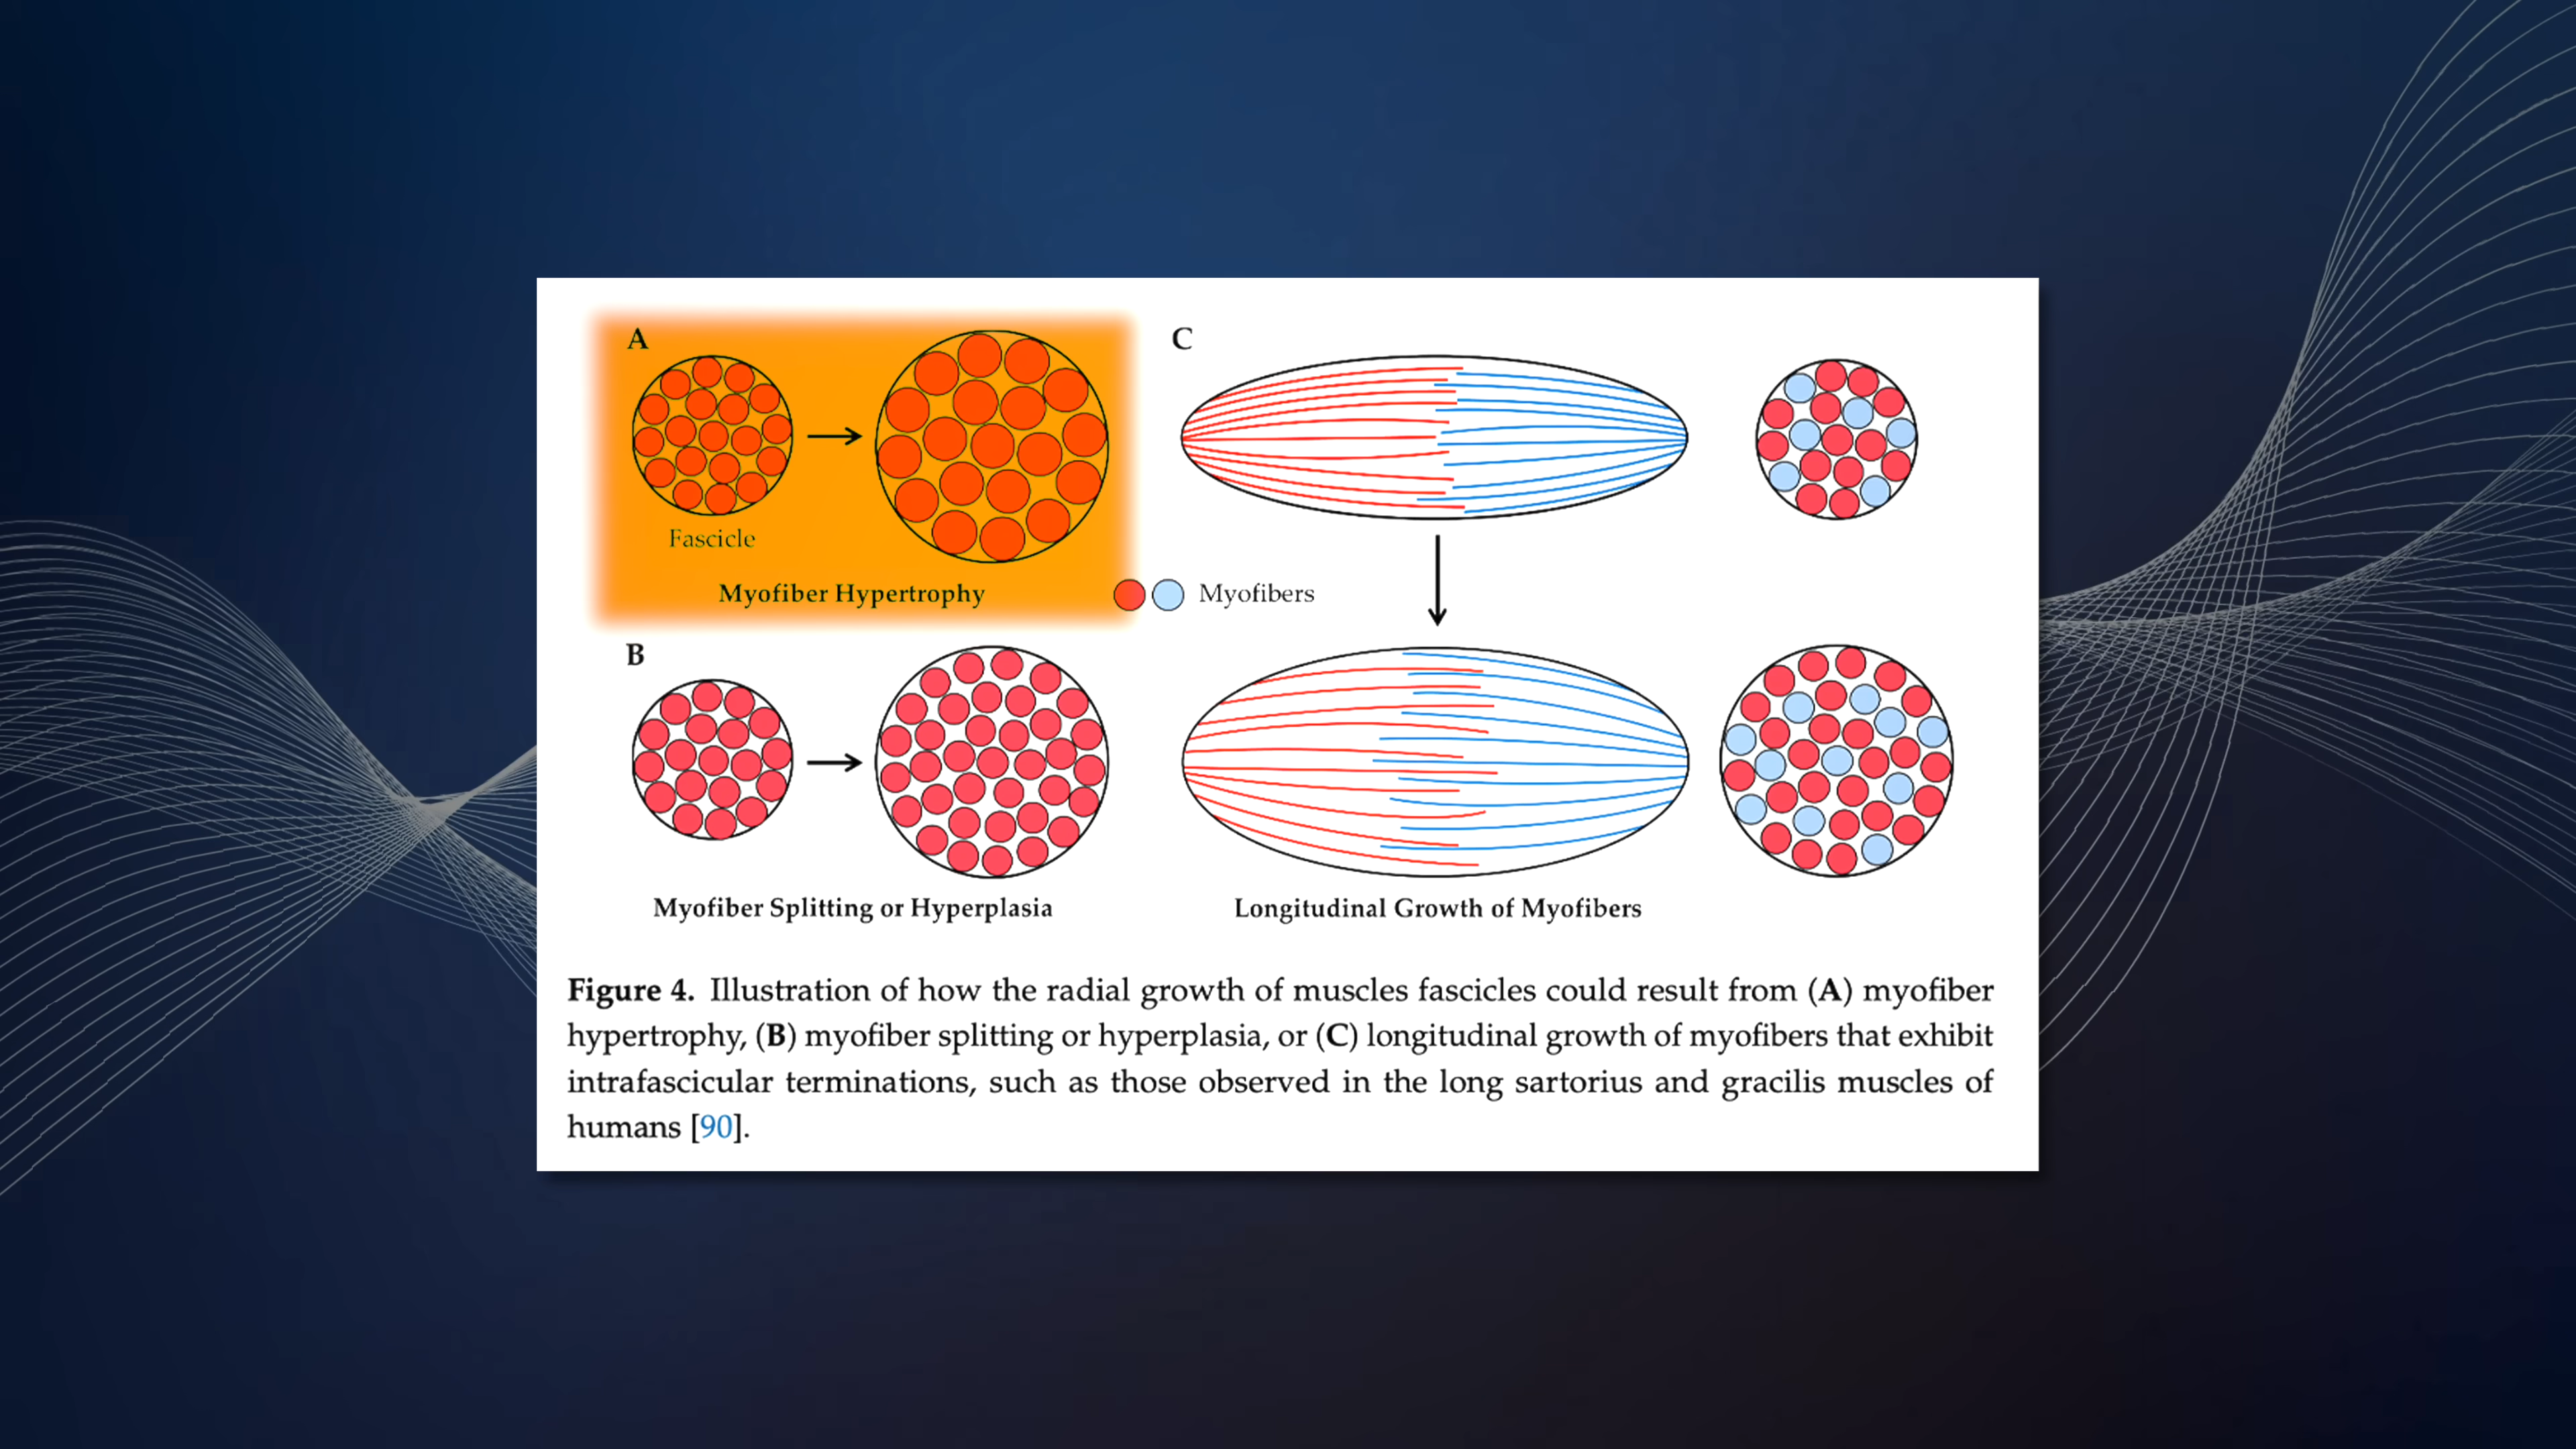 A
Fascicle
Myofiber Hypertrophy
B
Myofiber Splitting or Hyperplasia
C
Myofibers
Longitudinal Growth of Myofibers
Figure 4. Illustration of how the radial growth of muscles fascicles could result from (A) myofiber
hypertrophy, (B) myofiber splitting or hyperplasia, or (C) longitudinal growth of myofibers that exhibit
intrafascicular terminations, such as those observed in the long sartorius and gracilis muscles of
humans [90].